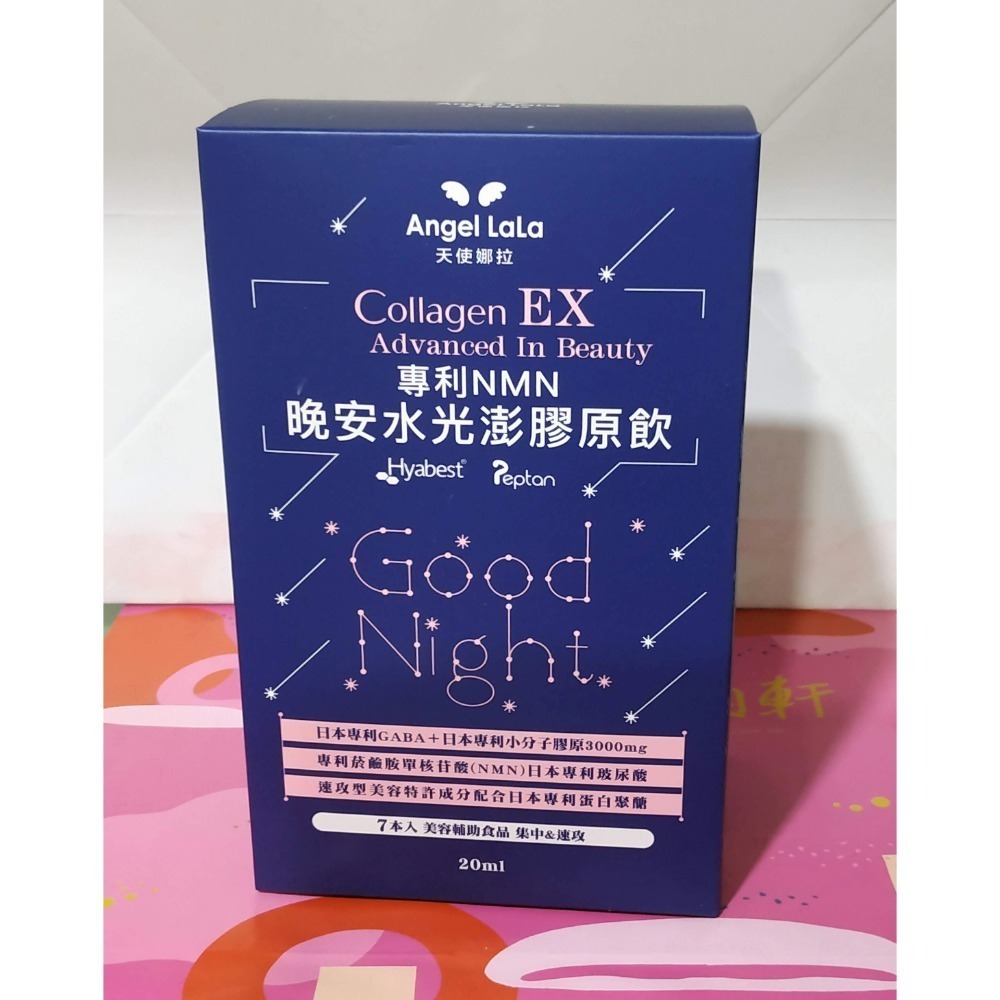 Angel LaLa
天使娜拉
Collagen EX
Advanced In Beauty
專利NMN
晚安水光澎膠原飲
Hyabest® Peptan
Good
Night
日本專利GABA+日本專利小分子膠原3000mg
專利菸鹼胺單核苷酸(NMN)日本專利玻尿酸
速攻型美容特許成分配合日本專利蛋白聚醣
7本入 美容輔助食品 集中&速攻
20ml
軒